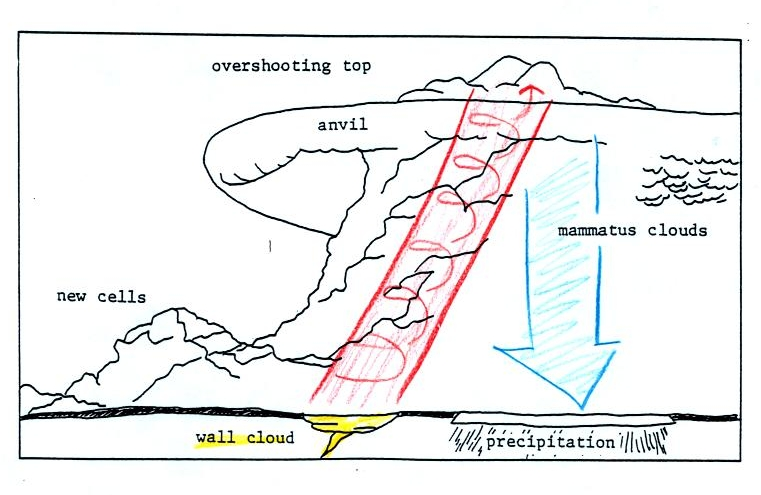 overshooting top
anvil
mammatus clouds
new cells
wall cloud
precipitation